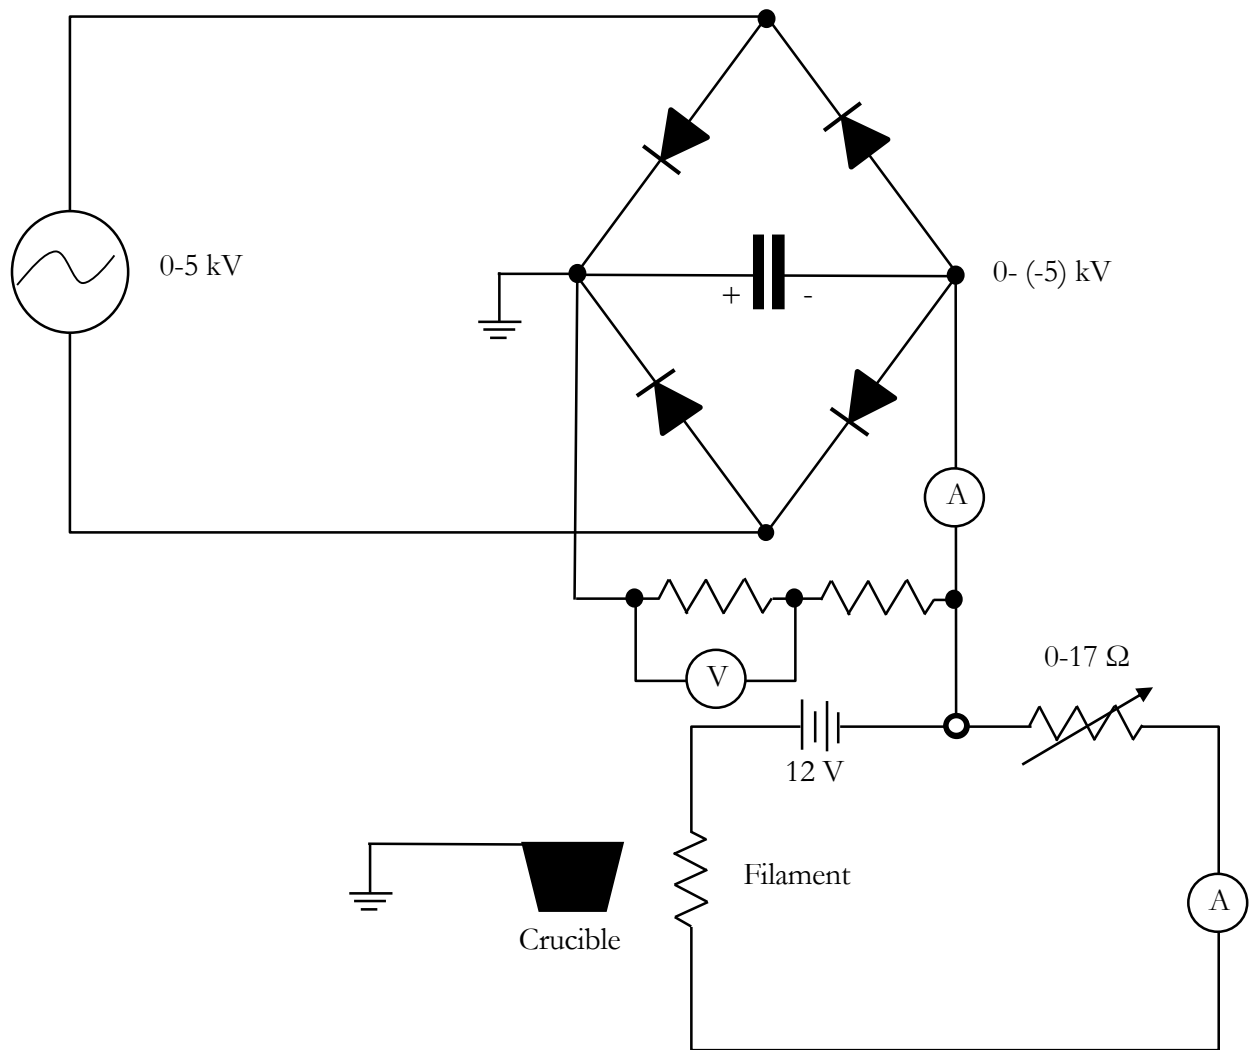 0-5 kV
+
-
0- (-5) kV
A
V
0-17 Ω
12 V
Filament
A
Crucible